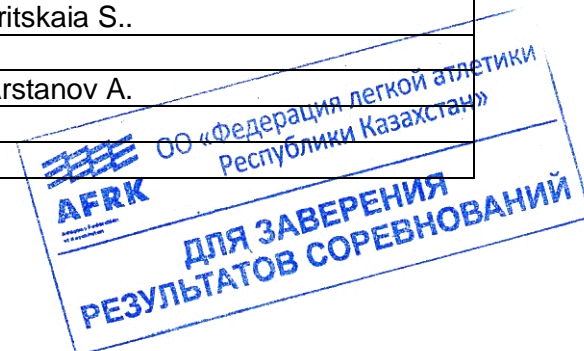 ritskaia S..
rstanov A.
ОО «Федерация легкой атлетики
Республики Казахстан»
AFRK
ДЛЯ ЗАВЕРЕНИЯ
РЕЗУЛЬТАТОВ СОРЕВНОВАНИЙ